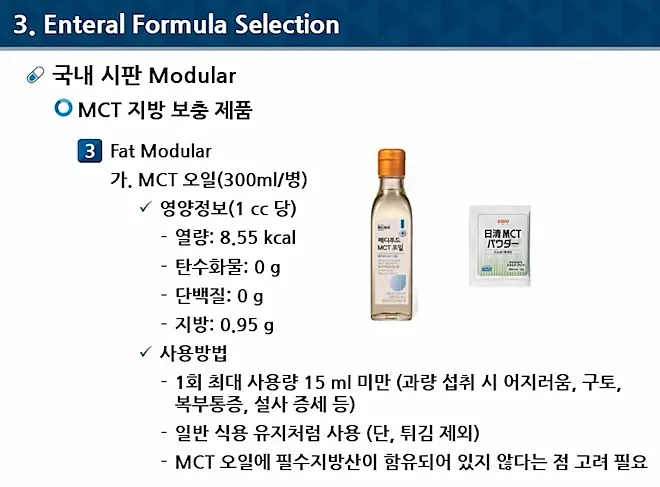 3. Enteral Formula Selection
국내 시판 Modular
MCT 지방 보충 제품
3 Fat Modular
가. MCT 오일(300ml/병)
✓ 영양정보(1 cc 당)
- 열량: 8.55 kcal
- 탄수화물: 0 g
- 단백질: 0 g
- 지방: 0.95 g
✓ 사용방법
- 1회 최대 사용량 15 ml 미만 (과량 섭취 시 어지러움, 구토,
복부통증, 설사 증세 등)
- 일반 식용 유지처럼 사용 (단, 튀김 제외)
- MCT 오일에 필수지방산이 함유되어 있지 않다는 점 고려 필요
메디푸드
MCT 오일
日清MCT
パウダー